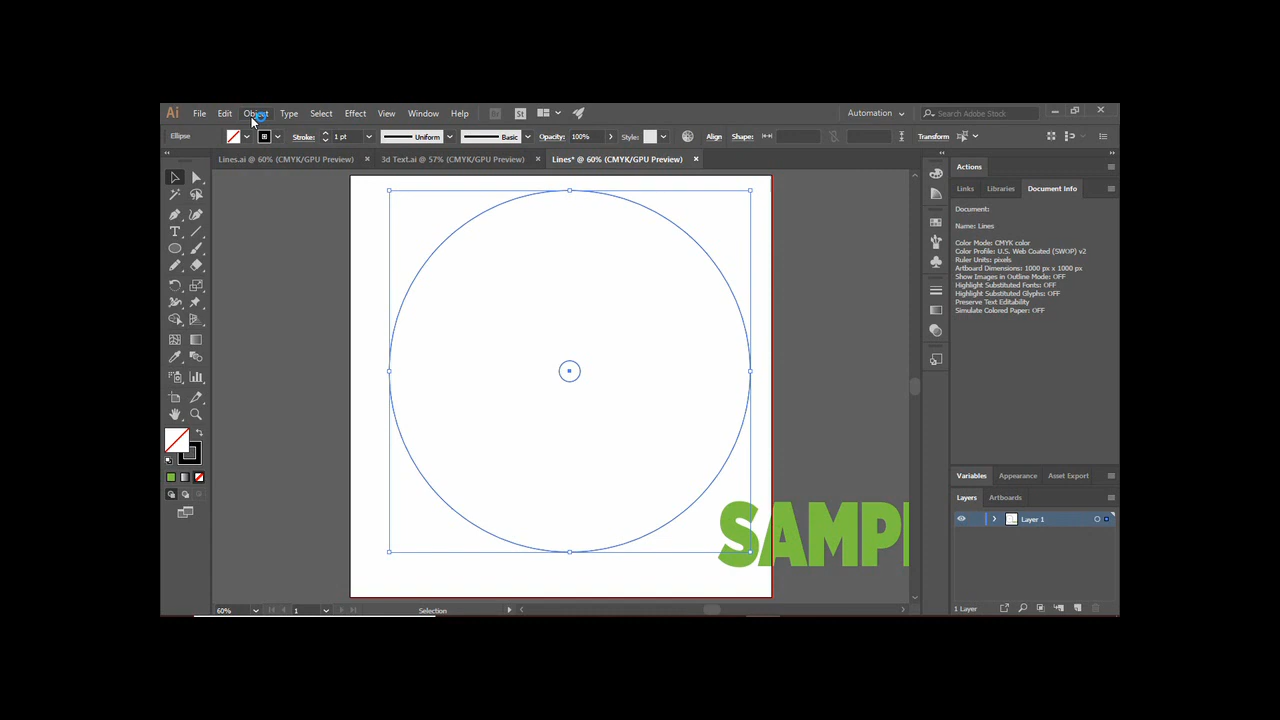 Ai File Edit Object Type Select Effect View Window Help Br St Automation Search Adobe Stock
Ellipse Stroke: 1 pt Uniform Basic Opacity: 100% Style: Align Shape: Transform
Lines.ai @ 60% (CMYK/GPU Preview) 3d Text.ai @ 57% (CMYK/GPU Preview) Lines* @ 60% (CMYK/GPU Preview)
Actions
Links Libraries Document Info
Document:
Name: Lines
Color Mode: CMYK color
Color Profile: U.S. Web Coated (SWOP) v2
Ruler Units: pixels
Artboard Dimensions: 1000 px x 1000 px
Show Images in Outline Mode: OFF
Highlight Substituted Fonts: OFF
Highlight Substituted Glyphs: OFF
Preserve Text Editability
Simulate Colored Paper: OFF
Variables Appearance Asset Export
Layers Artboards
Layer 1
SAMPL
60% 1 Selection
1 Layer